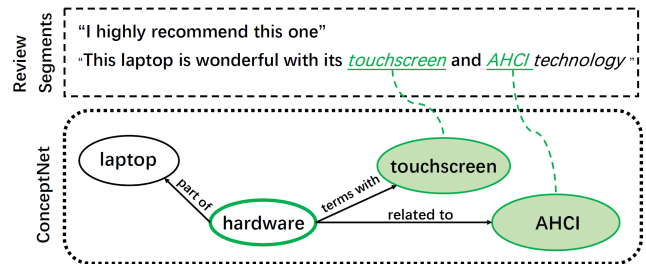 Review
Segments
“I highly recommend this one”
“This laptop is wonderful with its touchscreen and AHCI technology ”
ConceptNet
laptop
touchscreen
part of
terms with
hardware
related to
AHCI